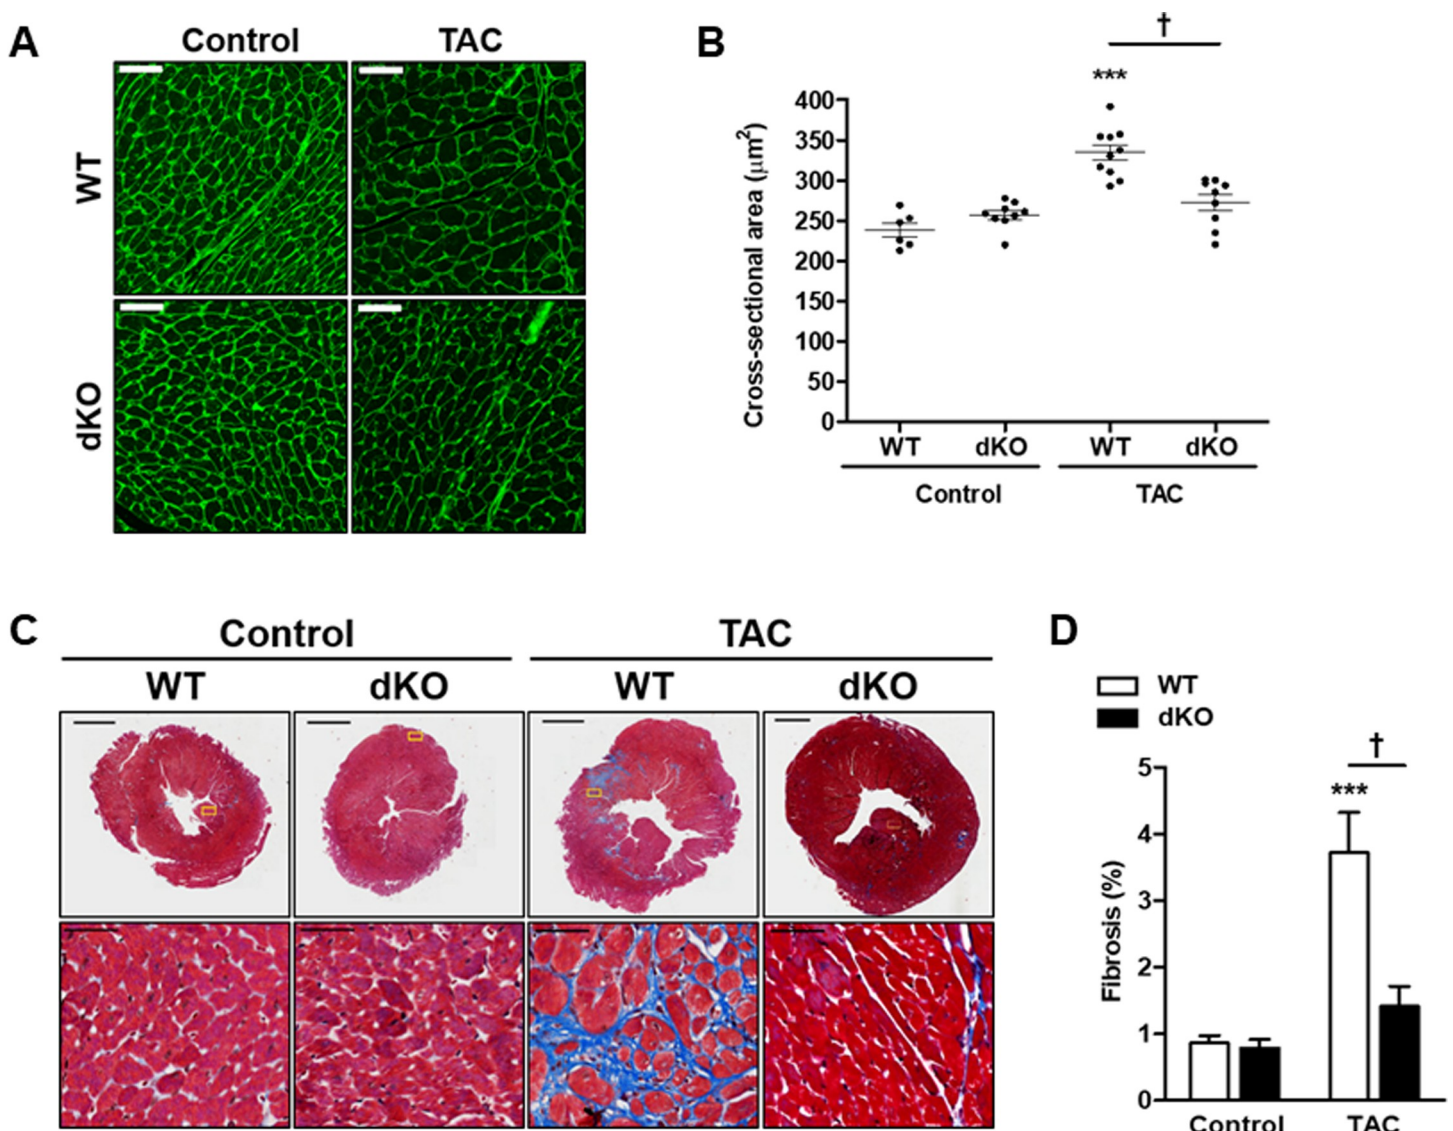 A
Control TAC
WT
dKO
B
†
***
400
350
300
250
200
150
100
50
0
Cross-sectional area (μm²)
WT dKO WT dKO
Control TAC
C
Control TAC
WT dKO WT dKO
D
WT
dKO
†
***
5
4
3
2
1
0
Fibrosis (%)
Control TAC